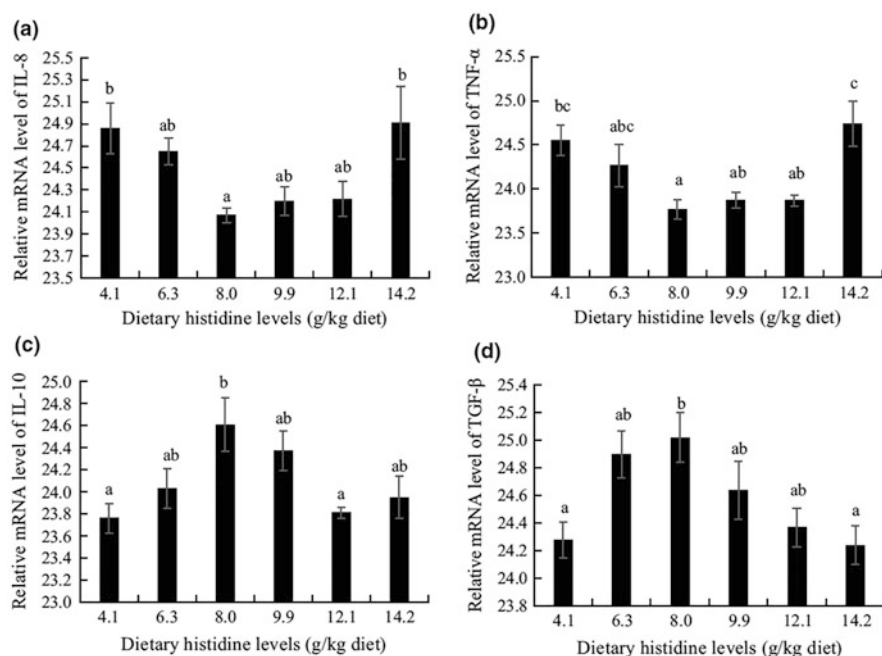 (a)
Relative mRNA level of IL-8
25.5
25.3
25.1
24.9
24.7
24.5
24.3
24.1
23.9
23.7
23.5
b
ab
a
ab
ab
b
4.1 6.3 8.0 9.9 12.1 14.2
Dietary histidine levels (g/kg diet)
(b)
Relative mRNA level of TNF-α
25.5
25.0
24.5
24.0
23.5
23.0
bc
abc
a
ab
ab
c
4.1 6.3 8.0 9.9 12.1 14.2
Dietary histidine levels (g/kg diet)
(c)
Relative mRNA level of IL-10
25.0
24.8
24.6
24.4
24.2
24.0
23.8
23.6
23.4
23.2
23.0
a
ab
b
ab
a
ab
4.1 6.3 8.0 9.9 12.1 14.2
Dietary histidine levels (g/kg diet)
(d)
Relative mRNA level of TGF-β
25.4
25.2
25.0
24.8
24.6
24.4
24.2
24.0
23.8
a
ab
b
ab
ab
a
4.1 6.3 8.0 9.9 12.1 14.2
Dietary histidine levels (g/kg diet)